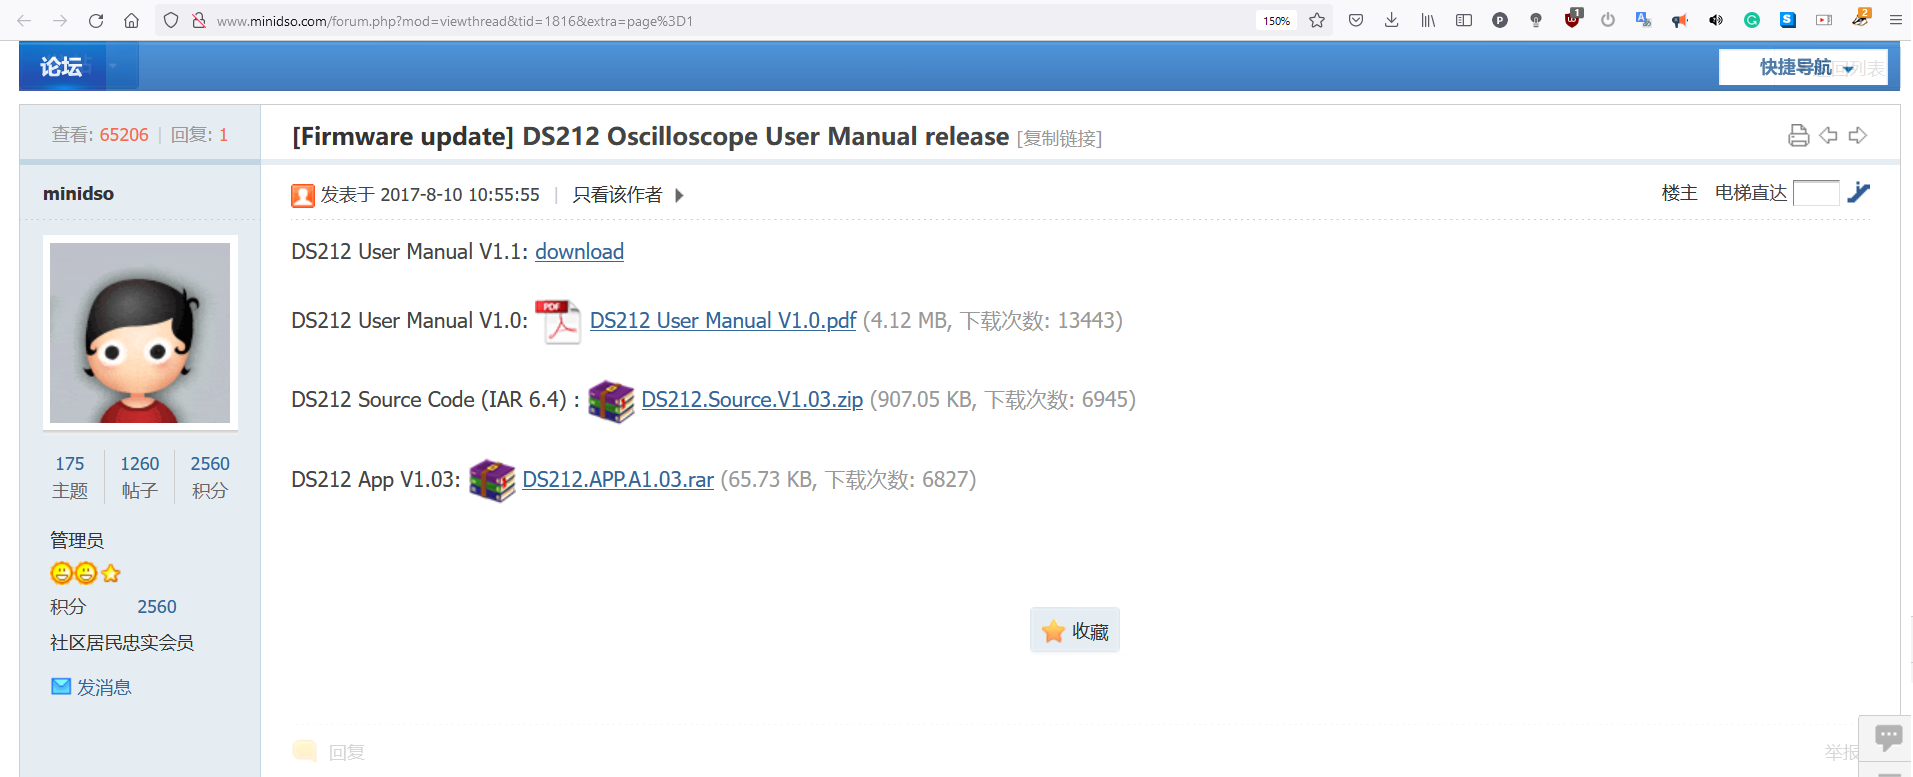 www.minidso.com/forum.php?mod=viewthread&tid=1816&extra=page%3D1
150%
1
2
论坛
快捷导航
查看: 65206 | 回复: 1
[Firmware update] DS212 Oscilloscope User Manual release [复制链接]
minidso
发表于 2017-8-10 10:55:55 | 只看该作者
楼主 电梯直达
DS212 User Manual V1.1: download
DS212 User Manual V1.0: PDF DS212 User Manual V1.0.pdf (4.12 MB, 下载次数: 13443)
DS212 Source Code (IAR 6.4) : DS212.Source.V1.03.zip (907.05 KB, 下载次数: 6945)
DS212 App V1.03: DS212.APP.A1.03.rar (65.73 KB, 下载次数: 6827)
175 1260 2560
主题 帖子 积分
管理员
积分 2560
社区居民忠实会员
发消息
收藏
回复
举报